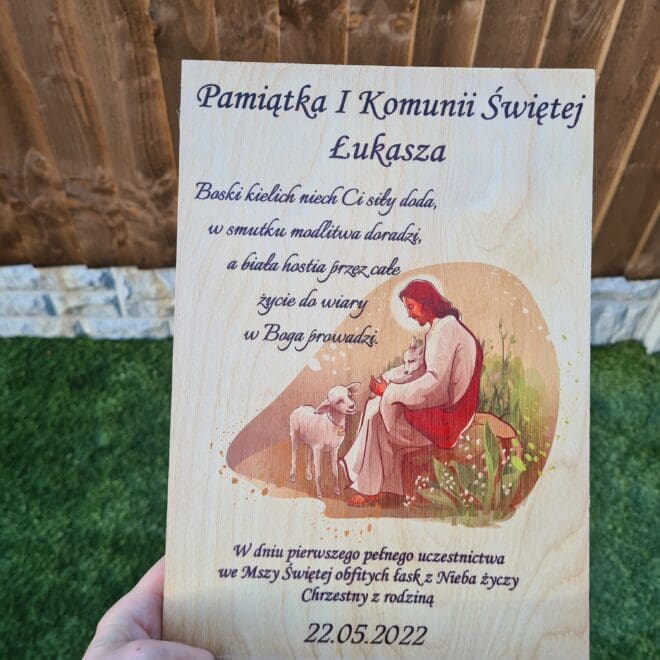 Pamiątka I Komunii Świętej
Łukasza
Boski kielich niech Ci siły doda,
w smutku modlitwa doradzi,
a biała hostia przez całe
życie do wiary
w Boga prowadzi.
W dniu pierwszego pełnego uczestnictwa
we Mszy Świętej obfitych łask z Nieba życzy
Chrzestny z rodziną
22.05.2022